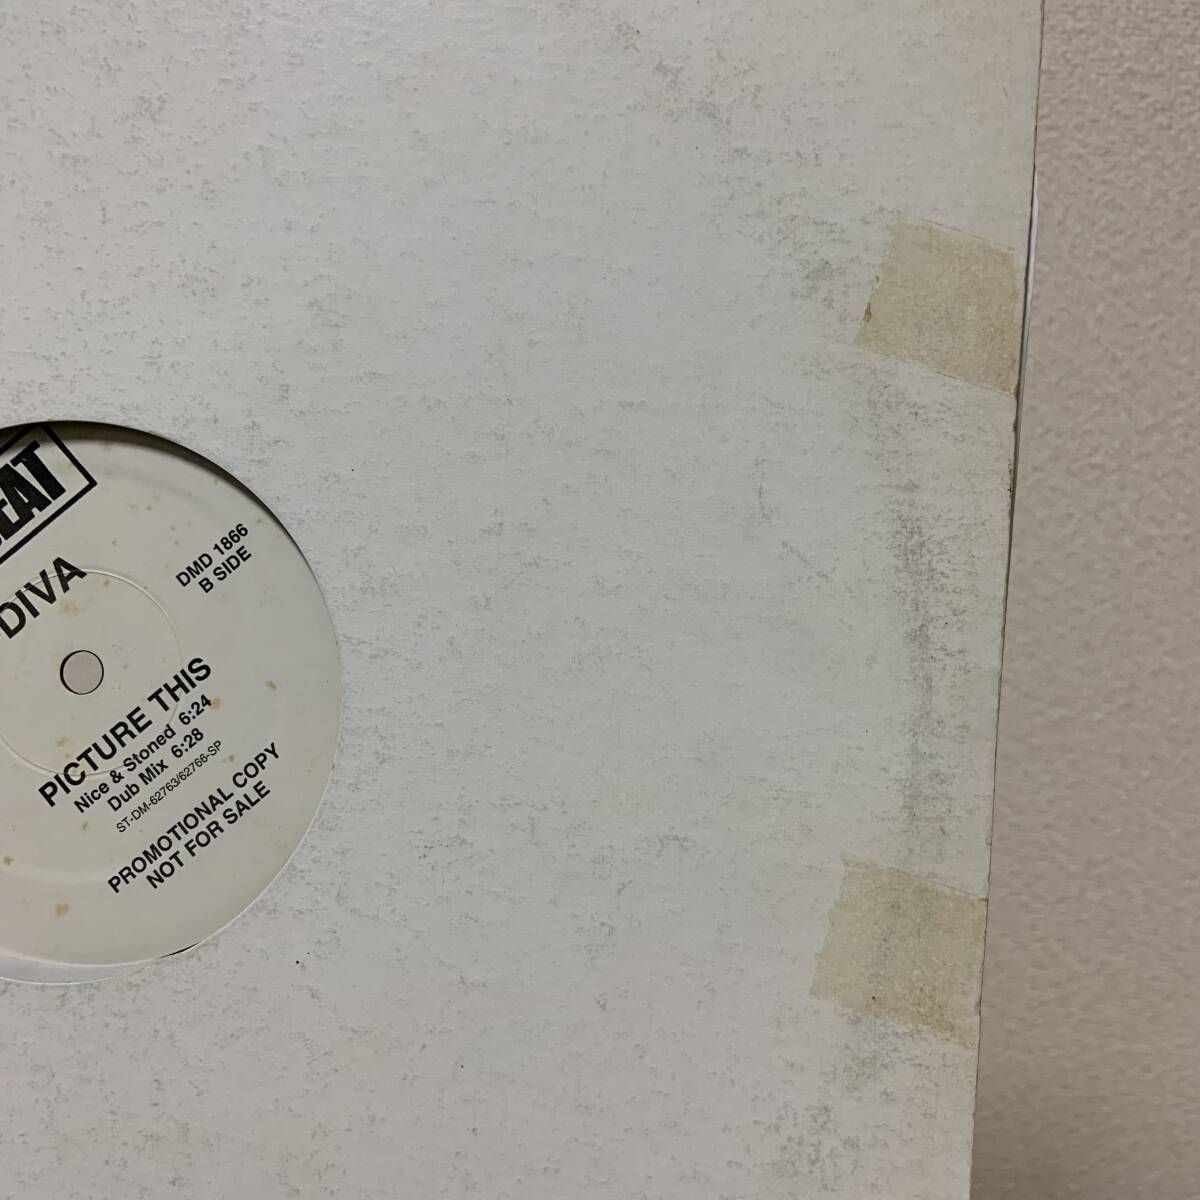 DIVA
DMD 1866
B SIDE
PICTURE THIS
Nice & Stoned 6:24
Dub Mix 6:28
ST-DM-62763/62766-SP
PROMOTIONAL COPY
NOT FOR SALE